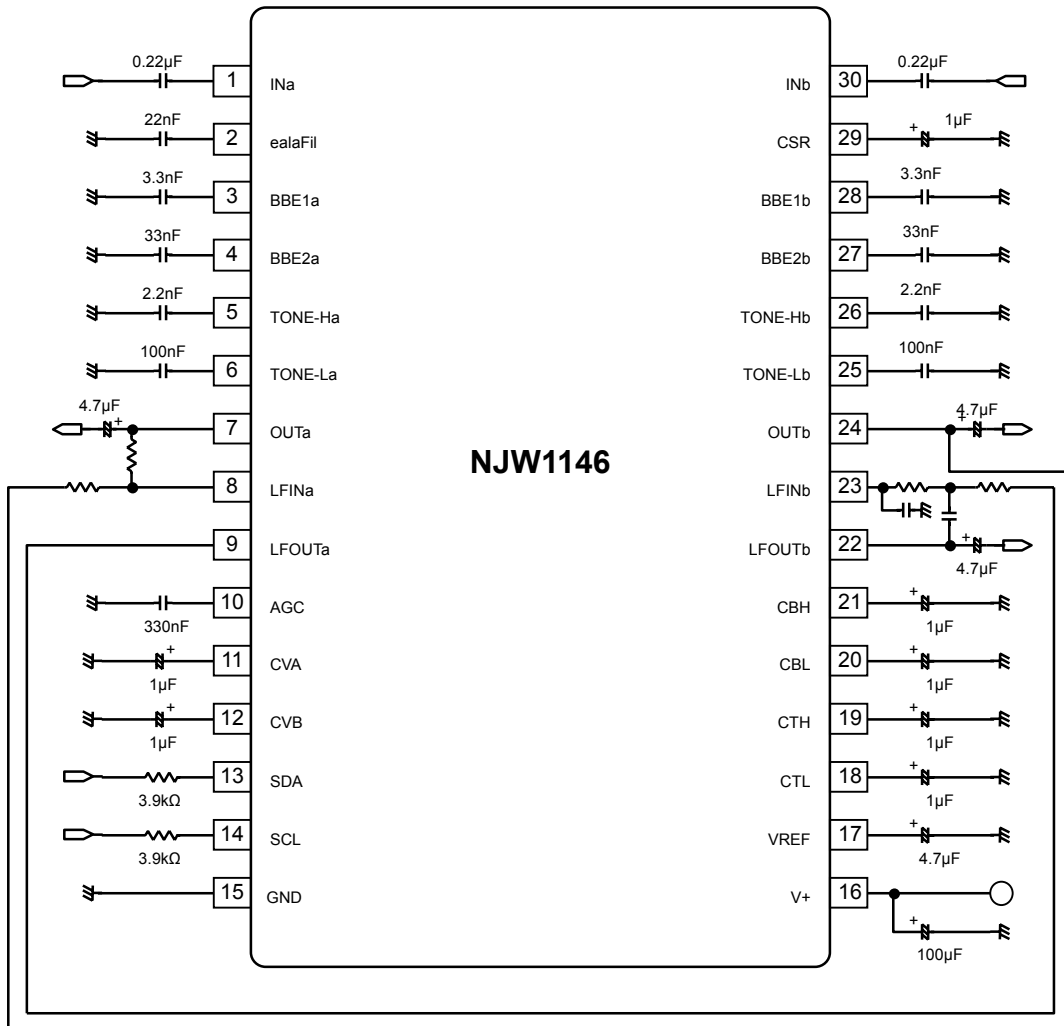 0.22µF
1
INa
INb
30
0.22µF
22nF
2
ealaFil
CSR
29
+
1µF
3.3nF
3
BBE1a
BBE1b
28
3.3nF
33nF
4
BBE2a
BBE2b
27
33nF
2.2nF
5
TONE-Ha
TONE-Hb
26
2.2nF
100nF
6
TONE-La
TONE-Lb
25
100nF
4.7µF
+
7
OUTa
OUTb
24
+
4.7µF
NJW1146
8
LFINa
LFINb
23
9
LFOUTa
LFOUTb
22
+
4.7µF
10
AGC
330nF
CBH
21
+
1µF
11
CVA
+
1µF
CBL
20
+
1µF
12
CVB
+
1µF
CTH
19
+
1µF
13
SDA
3.9kΩ
CTL
18
+
1µF
14
SCL
3.9kΩ
VREF
17
+
4.7µF
15
GND
V+
16
+
100µF